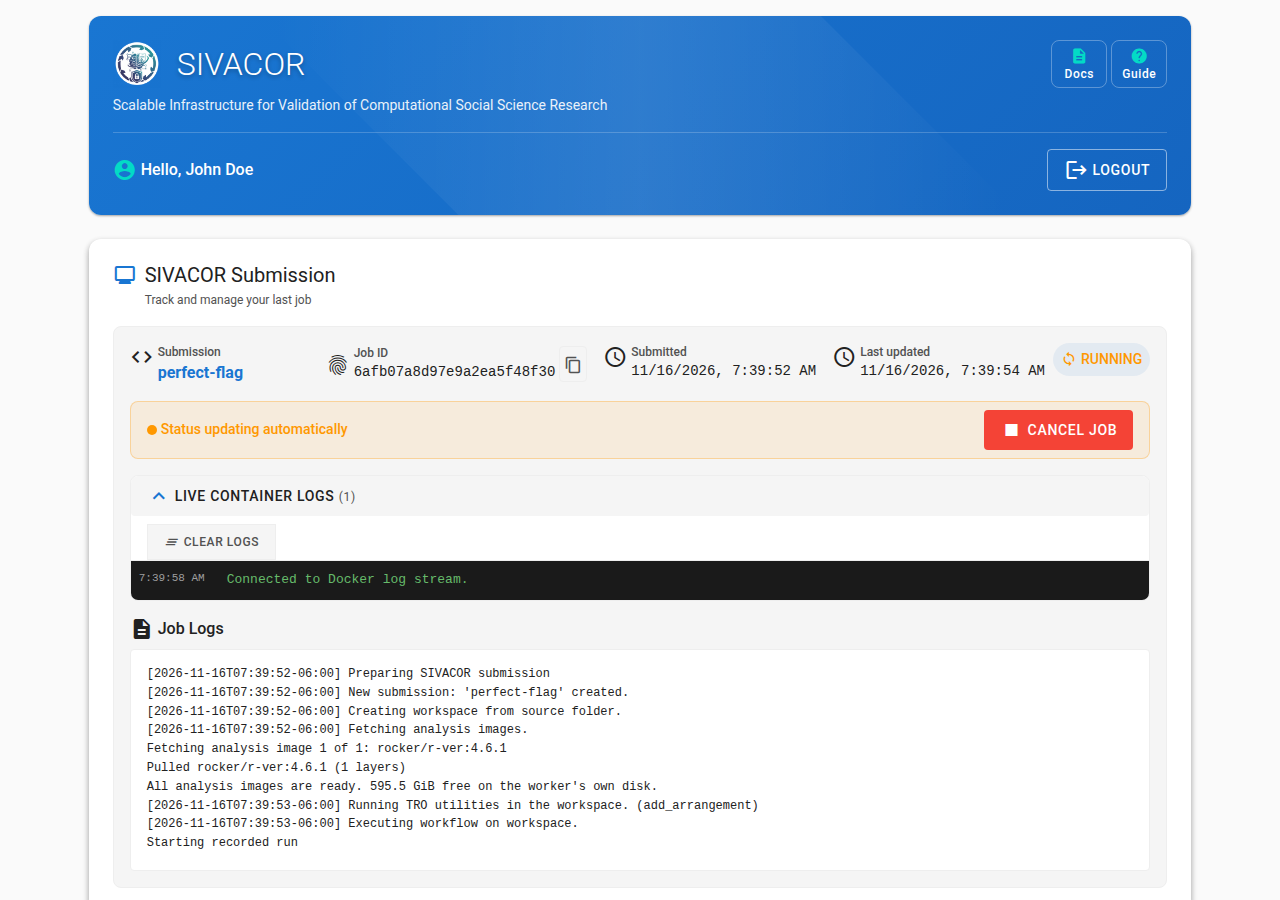 SIVACOR
Docs
Guide
Scalable Infrastructure for Validation of Computational Social Science Research
Hello, John Doe
LOGOUT
SIVACOR Submission
Track and manage your last job
Submission
perfect-flag
Job ID
6afb07a8d97e9a2ea5f48f30
Submitted
11/16/2026, 7:39:52 AM
Last updated
11/16/2026, 7:39:54 AM
RUNNING
Status updating automatically
CANCEL JOB
LIVE CONTAINER LOGS (1)
CLEAR LOGS
7:39:58 AM Connected to Docker log stream.
Job Logs
[2026-11-16T07:39:52-06:00] Preparing SIVACOR submission
[2026-11-16T07:39:52-06:00] New submission: 'perfect-flag' created.
[2026-11-16T07:39:52-06:00] Creating workspace from source folder.
[2026-11-16T07:39:52-06:00] Fetching analysis images.
Fetching analysis image 1 of 1: rocker/r-ver:4.6.1
Pulled rocker/r-ver:4.6.1 (1 layers)
All analysis images are ready. 595.5 GiB free on the worker's own disk.
[2026-11-16T07:39:53-06:00] Running TRO utilities in the workspace. (add_arrangement)
[2026-11-16T07:39:53-06:00] Executing workflow on workspace.
Starting recorded run